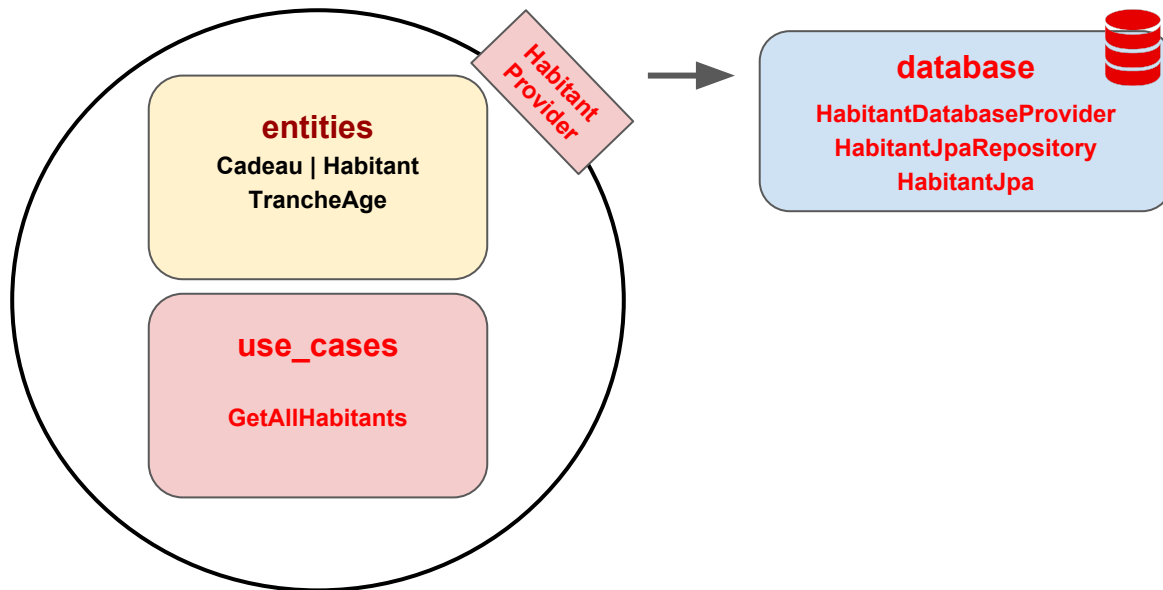 entities
Cadeau | Habitant
TrancheAge
use_cases
GetAllHabitants
Habitant
Provider
database
HabitantDatabaseProvider
HabitantJpaRepository
HabitantJpa